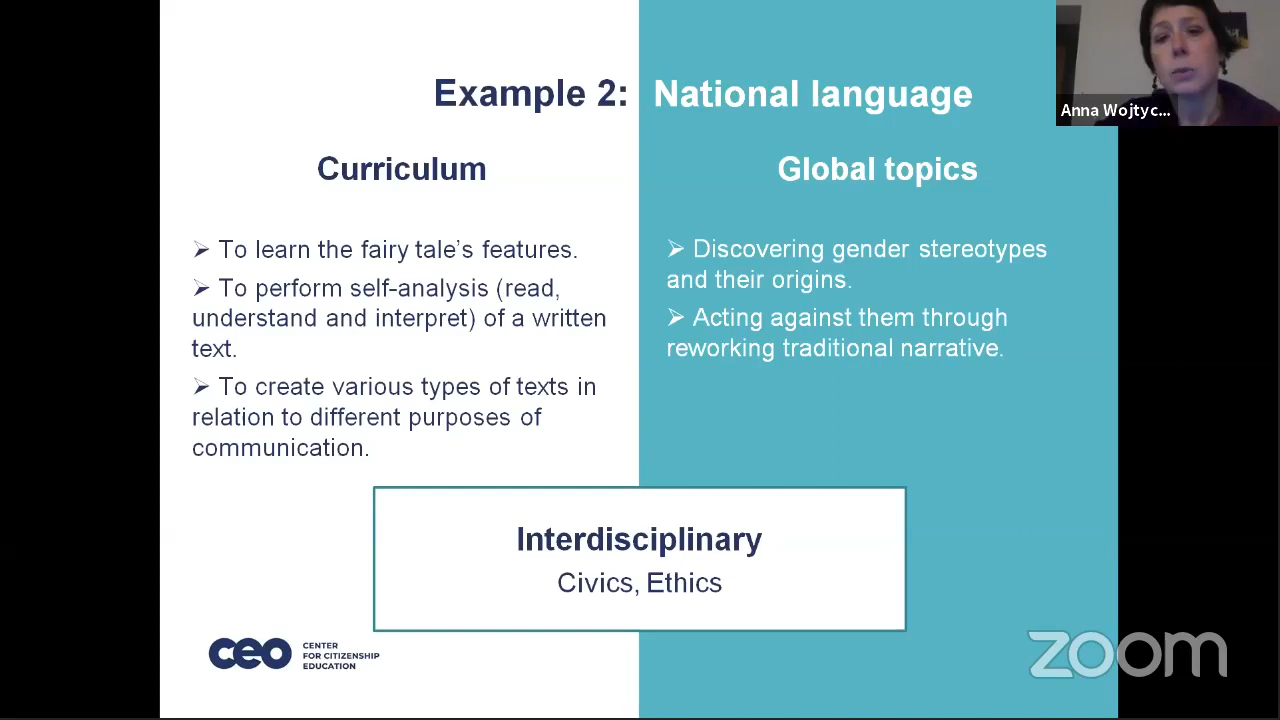 Example 2: National language
Curriculum
➢ To learn the fairy tale's features.
➢ To perform self-analysis (read,
understand and interpret) of a written
text.
➢ To create various types of texts in
relation to different purposes of
communication.
Global topics
➢ Discovering gender stereotypes
and their origins.
➢ Acting against them through
reworking traditional narrative.
Interdisciplinary
Civics, Ethics
ceo
CENTER
FOR CITIZENSHIP
EDUCATION
Anna Wojtyc...
zoom